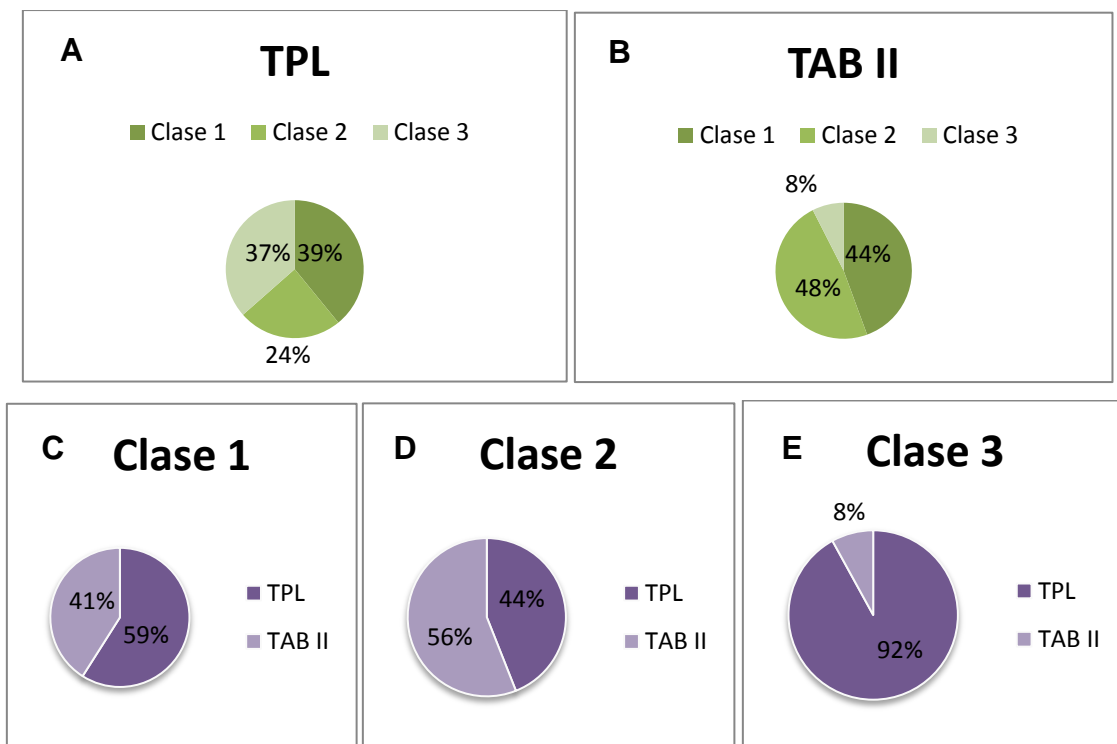 A
TPL
Clase 1 Clase 2 Clase 3
37% 39%
24%
B
TAB II
Clase 1 Clase 2 Clase 3
8%
44%
48%
C Clase 1
41%
59%
TPL
TAB II
D Clase 2
44%
56%
TPL
TAB II
E Clase 3
8%
92%
TPL
TAB II